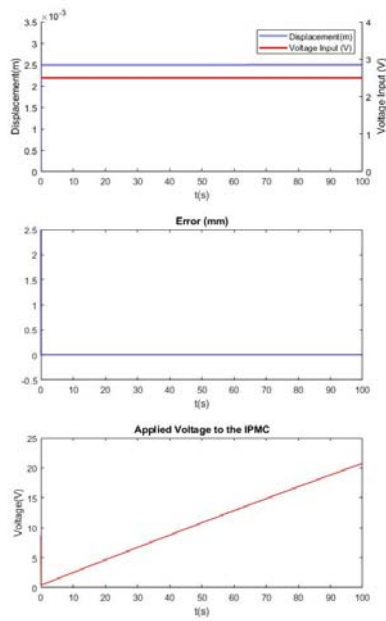 ×10⁻³
3.5
3
2.5
2
1.5
1
0.5
0
Displacement(m)
Displacement(m)
Voltage Input (V)
4
3
2
1
0
Voltage Input (V)
0 10 20 30 40 50 60 70 80 90 100
t(s)
Error (mm)
2.5
2
1.5
1
0.5
0
-0.5
0 10 20 30 40 50 60 70 80 90 100
t(s)
Applied Voltage to the IPMC
25
20
15
10
5
0
Voltage(V)
0 10 20 30 40 50 60 70 80 90 100
t(s)